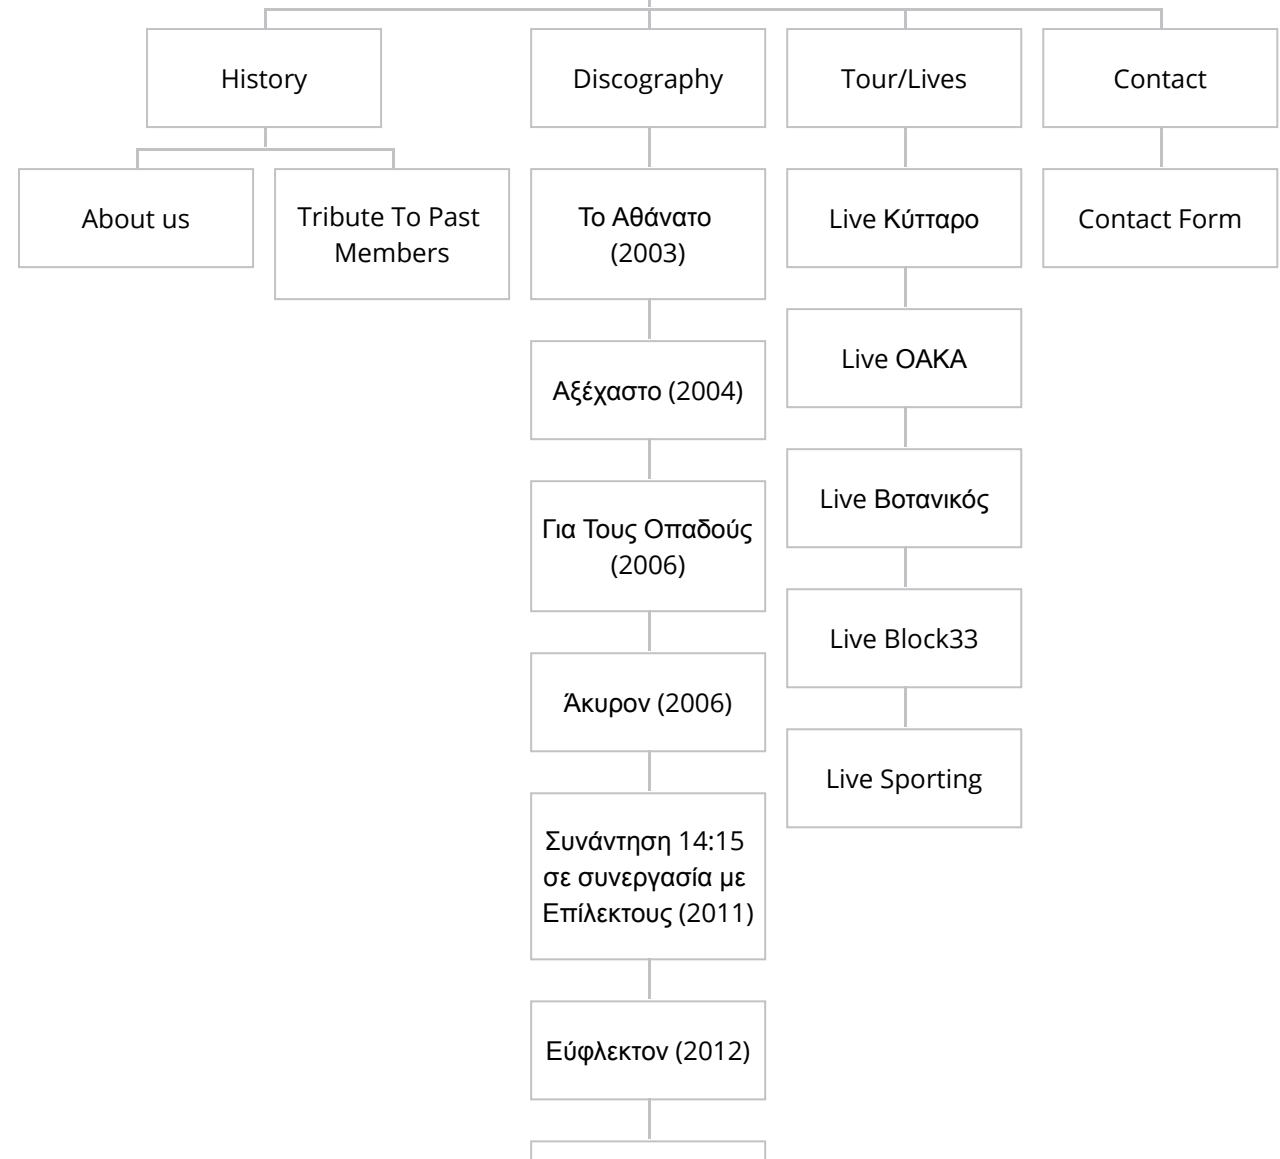 History
Discography
Tour/Lives
Contact
About us
Tribute To Past
Members
Το Αθάνατο
(2003)
Live Κύτταρο
Contact Form
Αξέχαστο (2004)
Live ΟΑΚΑ
Για Τους Οπαδούς
(2006)
Live Βοτανικός
Άκυρον (2006)
Live Block33
Συνάντηση 14:15
σε συνεργασία με
Επίλεκτους (2011)
Live Sporting
Εύφλεκτον (2012)